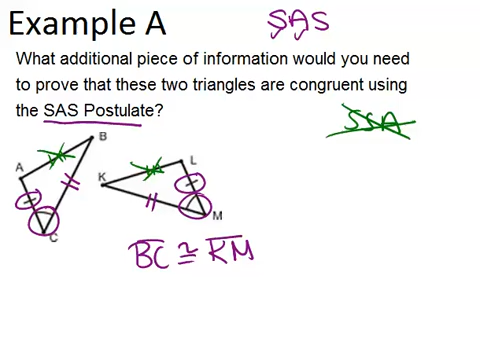 Example A
SAS
What additional piece of information would you need
to prove that these two triangles are congruent using
the SAS Postulate?
SSA
B
A
L
K
M
C
BC ≅ KM